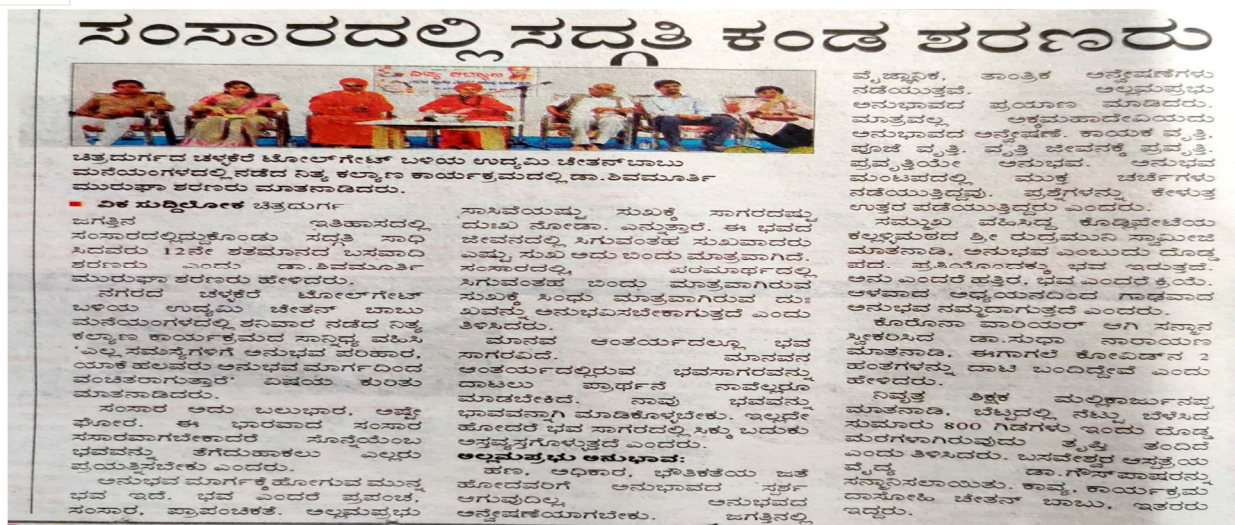 ಸಂಸಾರದಲ್ಲಿ ಸದ್ಗತಿ ಕಂಡ ಶರಣರು
ನಿತ್ಯ ಕಲ್ಯಾಣ
ಚಿತ್ರದುರ್ಗದ ಚಳ್ಳಕೆರೆ ಟೋಲ್‌ಗೇಟ್ ಬಳಿಯ ಉದ್ಯಮಿ ಚೇತನ್‌ಬಾಬು
ಮನೆಯಂಗಳದಲ್ಲಿ ನಡೆದ ನಿತ್ಯ ಕಲ್ಯಾಣ ಕಾರ್ಯಕ್ರಮದಲ್ಲಿ ಡಾ.ಶಿವಮೂರ್ತಿ
ಮುರುಘಾ ಶರಣರು ಮಾತನಾಡಿದರು.
ವಿಕ ಸುದ್ದಿಲೋಕ ಚಿತ್ರದುರ್ಗ
ಜಗತ್ತಿನ ಇತಿಹಾಸದಲ್ಲಿ
ಸಂಸಾರದಲ್ಲಿದ್ದುಕೊಂಡು ಸದ್ಗತಿ ಸಾಧಿ
ಸಿದವರು 12ನೇ ಶತಮಾನದ ಬಸವಾದಿ
ಶರಣರು ಎಂದು ಡಾ.ಶಿವಮೂರ್ತಿ
ಮುರುಘಾ ಶರಣರು ಹೇಳಿದರು.
ನಗರದ ಚಳ್ಳಕೆರೆ ಟೋಲ್‌ಗೇಟ್
ಬಳಿಯ ಉದ್ಯಮಿ ಚೇತನ್ ಬಾಬು
ಮನೆಯಂಗಳದಲ್ಲಿ ಶನಿವಾರ ನಡೆದ ನಿತ್ಯ
ಕಲ್ಯಾಣ ಕಾರ್ಯಕ್ರಮದ ಸಾನ್ನಿಧ್ಯ ವಹಿಸಿ
'ಎಲ್ಲ ಸಮಸ್ಯೆಗಳಿಗೆ ಅನುಭವ ಪರಿಹಾರ,
ಯಾಕೆ ಹಲವರು ಅನುಭವ ಮಾರ್ಗದಿಂದ
ವಂಚಿತರಾಗುತ್ತಾರೆ' ವಿಷಯ ಕುರಿತು
ಮಾತನಾಡಿದರು.
ಸಂಸಾರ ಅದು ಬಲುಭಾರ, ಅಷ್ಟೇ
ಘೋರ. ಈ ಭಾರವಾದ ಸಂಸಾರ
ಸಸಾರವಾಗಬೇಕಾದರೆ ಸೊನ್ನೆಯೆಂಬ
ಭವವನ್ನು ತೆಗೆದುಹಾಕಲು ಎಲ್ಲರು
ಪ್ರಯತ್ನಿಸಬೇಕು ಎಂದರು.
ಅನುಭವ ಮಾರ್ಗಕ್ಕೆ ಹೋಗುವ ಮುನ್ನ
ಭವ ಇದೆ. ಭವ ಎಂದರೆ ಪ್ರಪಂಚ,
ಸಂಸಾರ, ಪ್ರಾಪಂಚಿಕತೆ. ಅಲ್ಲಮಪ್ರಭು
ಸಾಸಿವೆಯಷ್ಟು ಸುಖಕ್ಕೆ ಸಾಗರದಷ್ಟು
ದುಃಖ ನೋಡಾ. ಎನ್ನುತ್ತಾರೆ. ಈ ಭವದ
ಜೀವನದಲ್ಲಿ ಸಿಗುವಂತಹ ಸುಖವಾದರು
ಎಷ್ಟು ಸುಖ ಅದು ಬಿಂದು ಮಾತ್ರವಾಗಿದೆ.
ಸಂಸಾರದಲ್ಲಿ, ಪರಮಾರ್ಥದಲ್ಲಿ
ಸಿಗುವಂತಹ ಬಿಂದು ಮಾತ್ರವಾಗಿರುವ
ಸುಖಕ್ಕೆ ಸಿಂಧು ಮಾತ್ರವಾಗಿರುವ ದುಃ
ಖವನ್ನು ಅನುಭವಿಸಬೇಕಾಗುತ್ತದೆ ಎಂದು
ತಿಳಿಸಿದರು.
ಮಾನವ ಆಂತರ್ಯದಲ್ಲೂ ಭವ
ಸಾಗರವಿದೆ. ಮಾನವನ
ಆಂತರ್ಯದಲ್ಲಿರುವ ಭವಸಾಗರವನ್ನು
ದಾಟಲು ಪ್ರಾರ್ಥನೆ ನಾವೆಲ್ಲರೂ
ಮಾಡಬೇಕಿದೆ. ನಾವು ಭವವನ್ನು
ಭಾವವನ್ನಾಗಿ ಮಾಡಿಕೊಳ್ಳಬೇಕು. ಇಲ್ಲದೇ
ಹೋದರೆ ಭವ ಸಾಗರದಲ್ಲಿ ಸಿಕ್ಕು ಬದುಕು
ಅಸ್ತವ್ಯಸ್ತಗೊಳ್ಳುತ್ತದೆ ಎಂದರು.
ಅಲ್ಲಮಪ್ರಭು ಅನುಭಾವ:
ಹಣ, ಅಧಿಕಾರ, ಭೌತಿಕತೆಯ ಜತೆ
ಹೋದವರಿಗೆ ಅನುಭಾವದ ಸ್ಪರ್ಶ
ಆಗುವುದಿಲ್ಲ. ಅನುಭವದ
ಅನ್ವೇಷಣೆಯಾಗಬೇಕು. ಜಗತ್ತಿನಲ್ಲಿ
ವೈಜ್ಞಾನಿಕ, ತಾಂತ್ರಿಕ ಅನ್ವೇಷಣೆಗಳು
ನಡೆಯುತ್ತವೆ. ಅಲ್ಲಮಪ್ರಭು
ಅನುಭಾವದ ಪ್ರಯಾಣ ಮಾಡಿದರು.
ಮಾತ್ರವಲ್ಲ ಅಕ್ಕಮಹಾದೇವಿಯದು
ಅನುಭಾವದ ಅನ್ವೇಷಣೆ. ಕಾಯಕ ವೃತ್ತಿ,
ಪೂಜೆ ವೃತ್ತಿ. ವೃತ್ತಿ ಜೀವನಕ್ಕೆ ಪ್ರವೃತ್ತಿ.
ಪ್ರವೃತ್ತಿಯೇ ಅನುಭವ. ಅನುಭವ
ಮಂಟಪದಲ್ಲಿ ಮುಕ್ತ ಚರ್ಚೆಗಳು
ನಡೆಯುತ್ತಿದ್ದವು. ಪ್ರಶ್ನೆಗಳನ್ನು ಕೇಳುತ್ತ
ಉತ್ತರ ಪಡೆಯುತ್ತಿದ್ದರು ಎಂದರು.
ಸಮ್ಮುಖ ವಹಿಸಿದ್ದ ಕೊಡ್ಲಿಪೇಟೆಯ
ಕಲ್ಲಳ್ಳಿಮಠದ ಶ್ರೀ ರುದ್ರಮುನಿ ಸ್ವಾಮೀಜಿ
ಮಾತನಾಡಿ, ಅನುಭವ ಎಂಬುದು ದೊಡ್ಡ
ಪದ. ಪ್ರತಿಯೊಂದಕ್ಕು ಭವ ಇರುತ್ತದೆ.
ಅನು ಎಂದರೆ ಹತ್ತಿರ, ಭವ ಎಂದರೆ ಕ್ರಿಯೆ.
ಆಳವಾದ ಅಧ್ಯಯನದಿಂದ ಗಾಢವಾದ
ಅನುಭವ ನಮ್ಮದಾಗುತ್ತದೆ ಎಂದರು.
ಕೊರೊನಾ ವಾರಿಯರ್ ಆಗಿ ಸನ್ಮಾನ
ಸ್ವೀಕರಿಸಿದ ಡಾ.ಸುಧಾ ನಾರಾಯಣ
ಮಾತನಾಡಿ, ಈಗಾಗಲೆ ಕೋವಿಡ್‌ನ 2
ಹಂತಗಳನ್ನು ದಾಟಿ ಬಂದಿದ್ದೇವೆ ಎಂದು
ಹೇಳಿದರು.
ನಿವೃತ್ತ ಶಿಕ್ಷಕ ಮಲ್ಲಿಕಾರ್ಜುನಪ್ಪ
ಮಾತನಾಡಿ, ಬೆಟ್ಟದಲ್ಲಿ ನೆಟ್ಟು ಬೆಳೆಸಿದ
ಸುಮಾರು 800 ಗಿಡಗಳು ಇಂದು ದೊಡ್ಡ
ಮರಗಳಾಗಿರುವುದು ತೃಪ್ತಿ ತಂದಿದೆ
ಎಂದು ತಿಳಿಸಿದರು. ಬಸವೇಶ್ವರ ಆಸ್ಪತ್ರೆಯ
ವೈದ್ಯ ಡಾ.ಗೌಸ್‌ಪಾಷರನ್ನು
ಸನ್ಮಾನಿಸಲಾಯಿತು. ಕಾವ್ಯ, ಕಾರ್ಯಕ್ರಮ
ದಾಸೋಹಿ ಚೇತನ್ ಬಾಬು, ಇತರರು
ಇದ್ದರು.